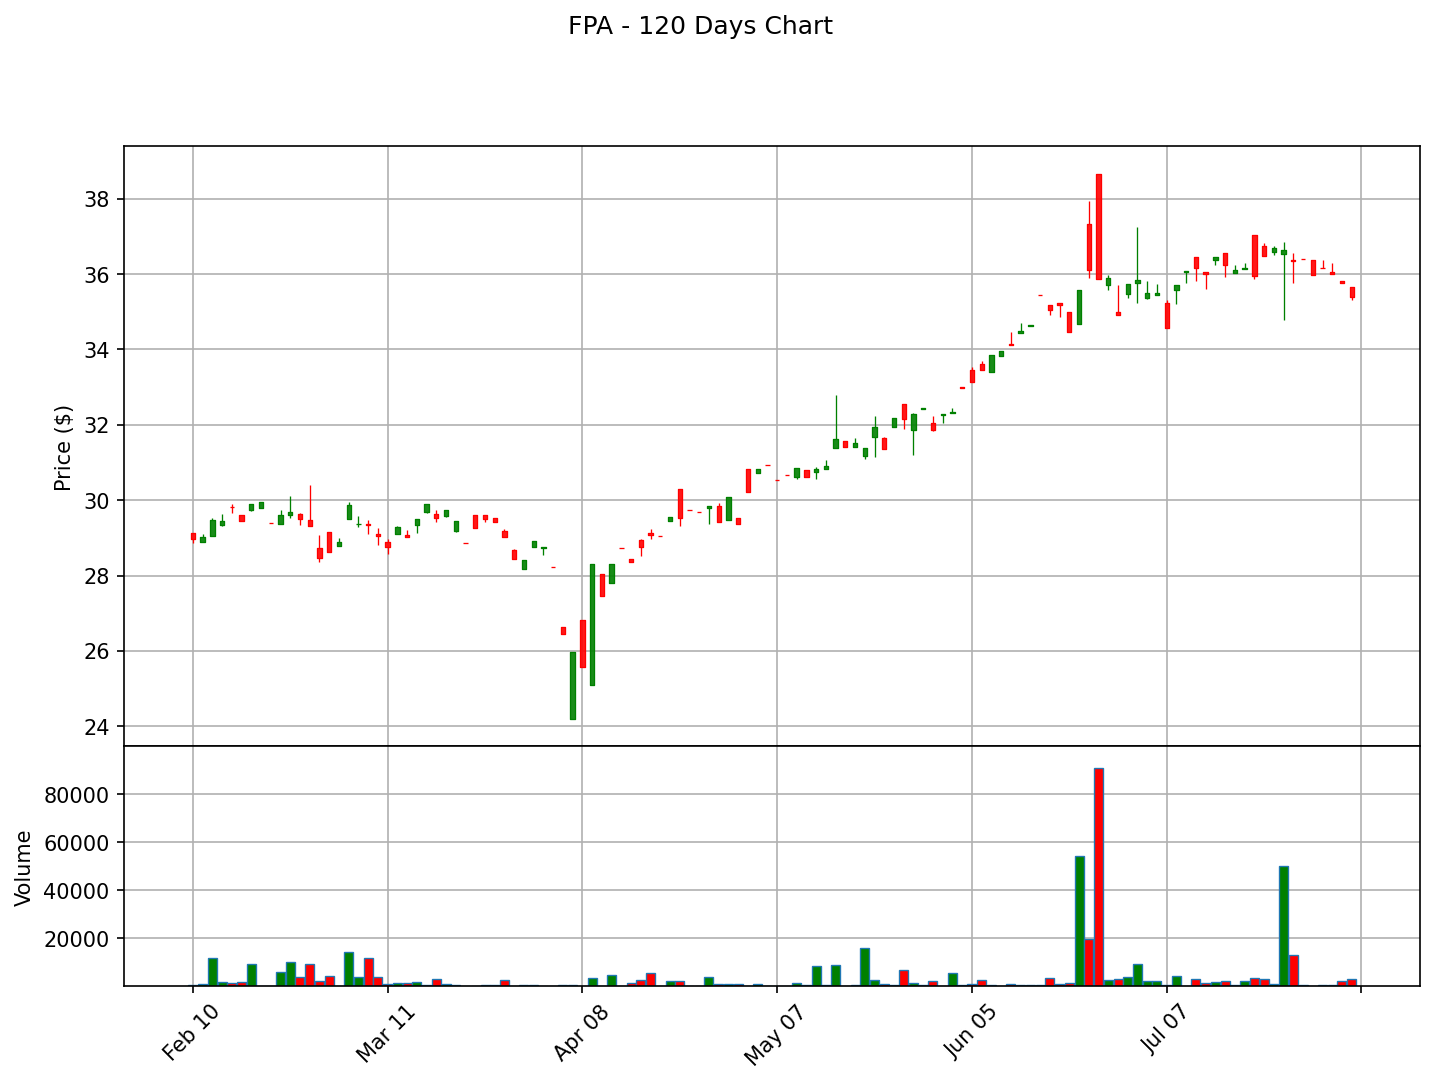 FPA - 120 Days Chart
Price ($)
38
36
34
32
30
28
26
24
Volume
80000
60000
40000
20000
Feb 10
Mar 11
Apr 08
May 07
Jun 05
Jul 07